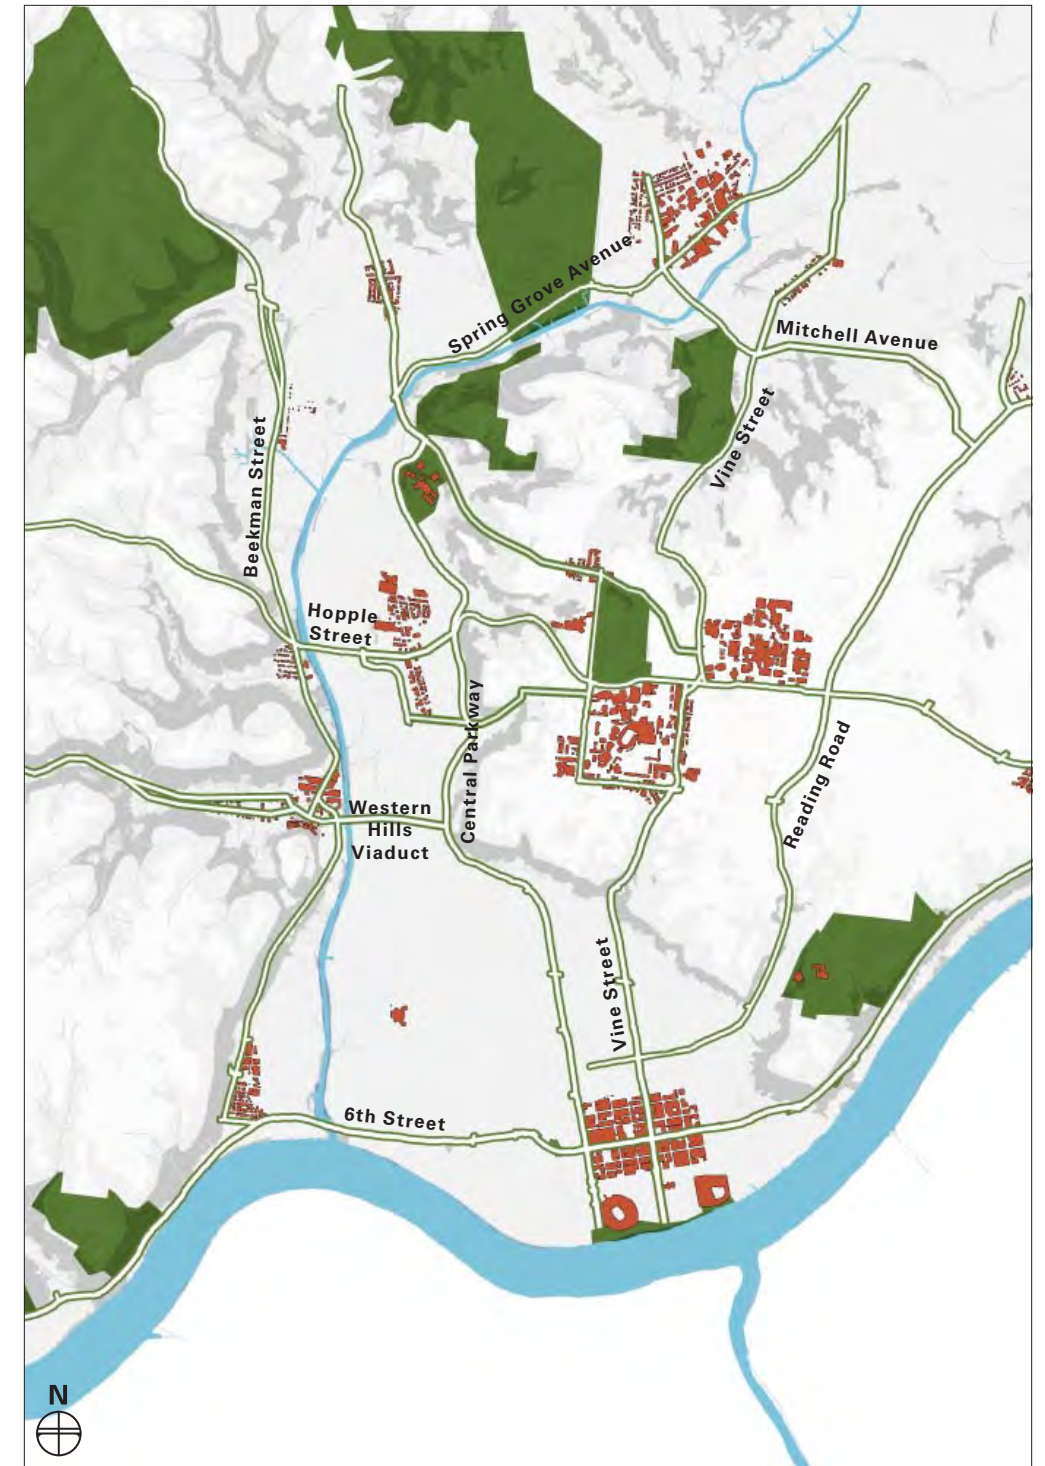 Spring Grove Avenue
Mitchell Avenue
Vine Street
Beekman Street
Hopple
Street
Central Parkway
Reading Road
Western
Hills
Viaduct
Vine Street
6th Street
N